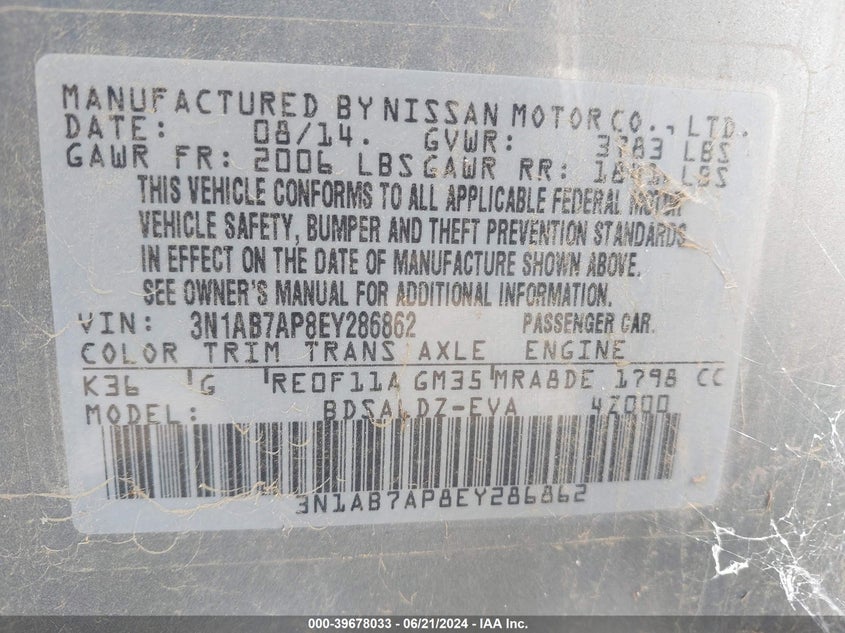 MANUFACTURED BY NISSAN MOTOR CO., LTD.
DATE: 08/14. GVWR: 3783 LBS
GAWR FR: 2006 LBS GAWR RR: LBS
THIS VEHICLE CONFORMS TO ALL APPLICABLE FEDERAL MOTOR
VEHICLE SAFETY, BUMPER AND THEFT PREVENTION STANDARDS
IN EFFECT ON THE DATE OF MANUFACTURE SHOWN ABOVE.
SEE OWNER'S MANUAL FOR ADDITIONAL INFORMATION.
VIN: 3N1AB7AP8EY286862 PASSENGER CAR.
COLOR TRIM TRANS AXLE ENGINE
K36 G RE0F11A GM35 MRA8DE 1798 CC
MODEL: BDSALDZ-EVA 4Z000
3N1AB7AP8EY286862
000-39678033 - 06/21/2024 - IAA Inc.